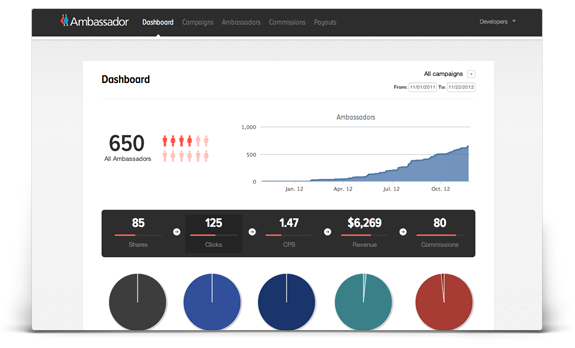 Ambassador Dashboard Campaigns Ambassadors Commissions Payouts Developers
Dashboard
All campaigns
From: 11/01/2011 To: 11/22/2012
Ambassadors
650
All Ambassadors
1,000
500
0
Jan. 12 Apr. 12 Jul. 12 Oct. 12
85 125 1.47 $6,269 80
Shares Clicks CPS Revenue Commissions